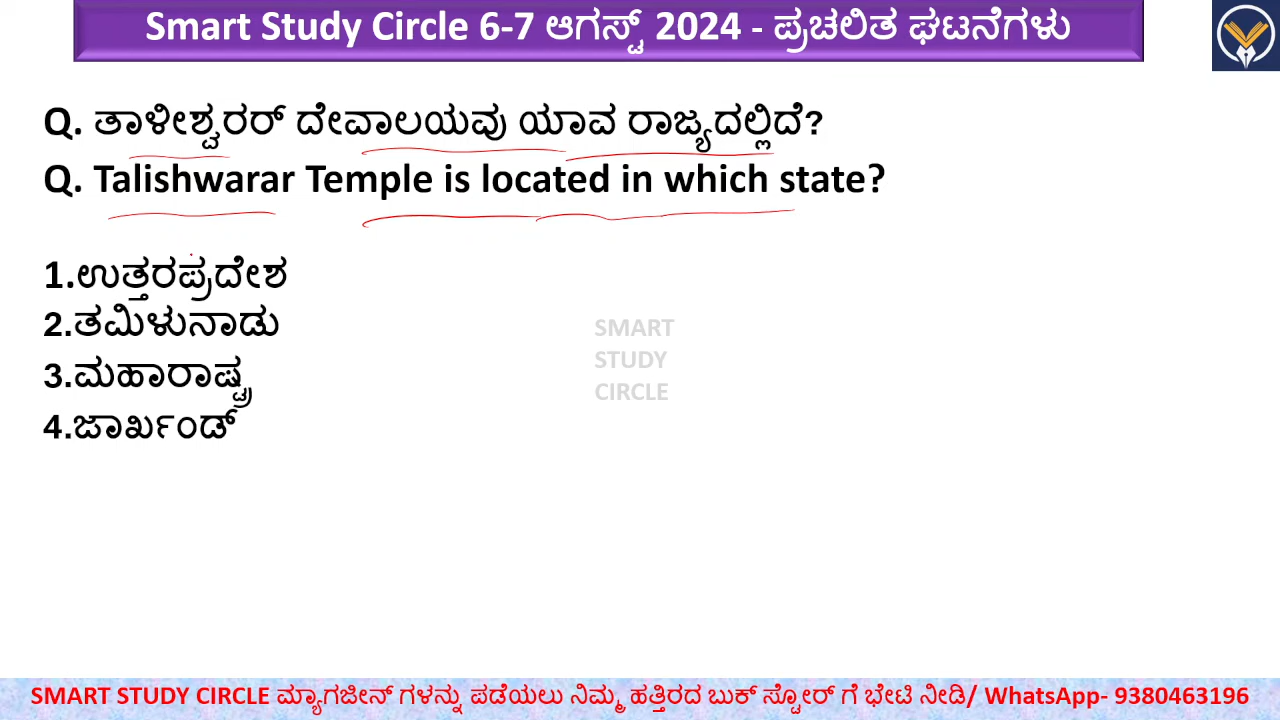 Smart Study Circle 6-7 ಆಗಸ್ಟ್ 2024 - ಪ್ರಚಲಿತ ಘಟನೆಗಳು
Q. ತಾಳೀಶ್ವರರ್ ದೇವಾಲಯವು ಯಾವ ರಾಜ್ಯದಲ್ಲಿದೆ?
Q. Talishwarar Temple is located in which state?
1.ಉತ್ತರಪ್ರದೇಶ
2.ತಮಿಳುನಾಡು
3.ಮಹಾರಾಷ್ಟ್ರ
4.ಜಾರ್ಖಂಡ್
SMART
STUDY
CIRCLE
SMART STUDY CIRCLE ಮ್ಯಾಗಜೀನ್ ಗಳನ್ನು ಪಡೆಯಲು ನಿಮ್ಮ ಹತ್ತಿರದ ಬುಕ್ ಸ್ಟೋರ್ ಗೆ ಭೇಟಿ ನೀಡಿ/ WhatsApp- 9380463196